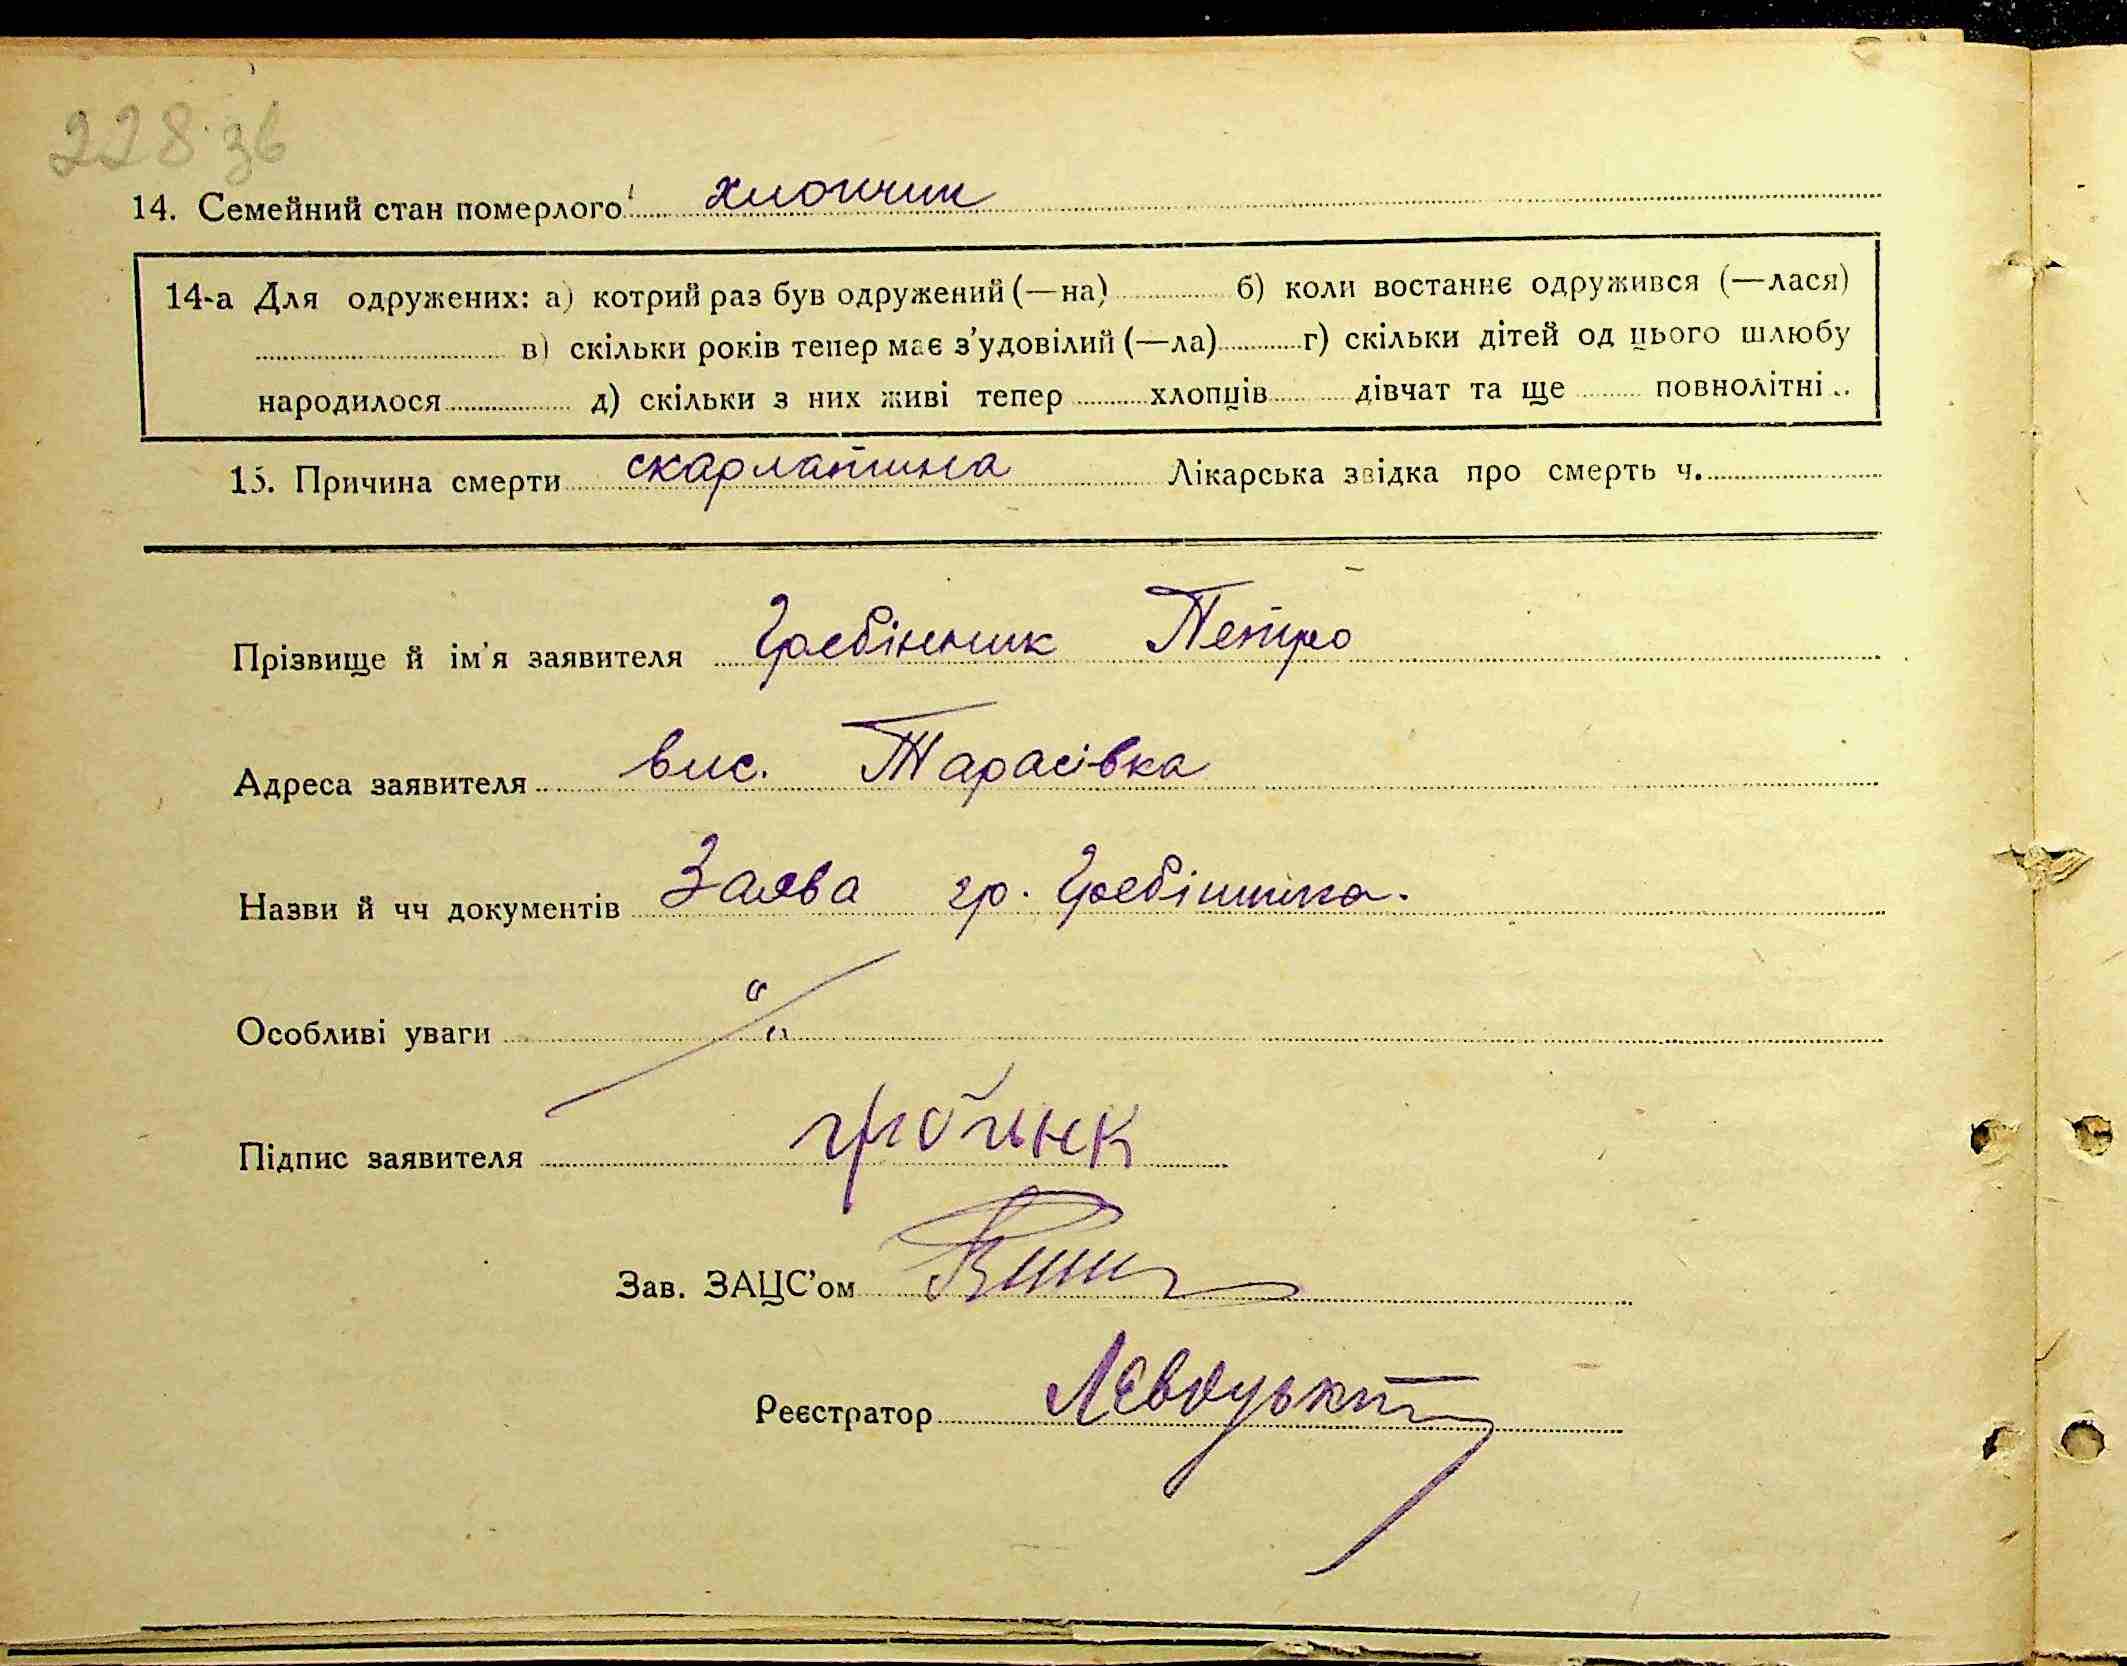 228 зв
14. Семейний стан померлого хлопчик
14-а Для одружених: а) котрий раз був одружений (—на) б) коли востаннє одружився (—лася)
в) скільки років тепер має з'удовілий (—ла) г) скільки дітей од цього шлюбу
народилося д) скільки з них живі тепер хлопців дівчат та ще повнолітні
15. Причина смерти скарлатина Лікарська звідка про смерть ч.
Прізвище й ім'я заявителя Гребінник Петро
Адреса заявителя вис. Тарасівка
Назви й чч документів Заява гр. Гребінника.
Особливі уваги
Підпис заявителя
Зав. ЗАЦС'ом
Реєстратор